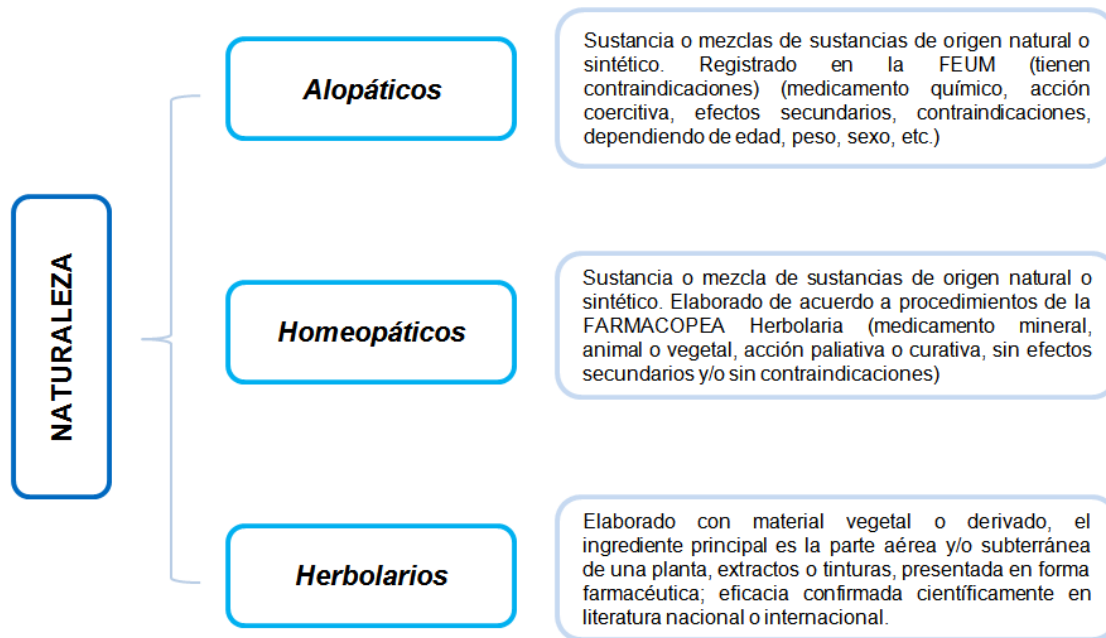 NATURALEZA
Alopáticos
Sustancia o mezclas de sustancias de origen natural o
sintético. Registrado en la FEUM (tienen
contraindicaciones) (medicamento químico, acción
coercitiva, efectos secundarios, contraindicaciones,
dependiendo de edad, peso, sexo, etc.)
Homeopáticos
Sustancia o mezcla de sustancias de origen natural o
sintético. Elaborado de acuerdo a procedimientos de la
FARMACOPEA Herbolaria (medicamento mineral,
animal o vegetal, acción paliativa o curativa, sin efectos
secundarios y/o sin contraindicaciones)
Herbolarios
Elaborado con material vegetal o derivado, el
ingrediente principal es la parte aérea y/o subterránea
de una planta, extractos o tinturas, presentada en forma
farmacéutica; eficacia confirmada científicamente en
literatura nacional o internacional.